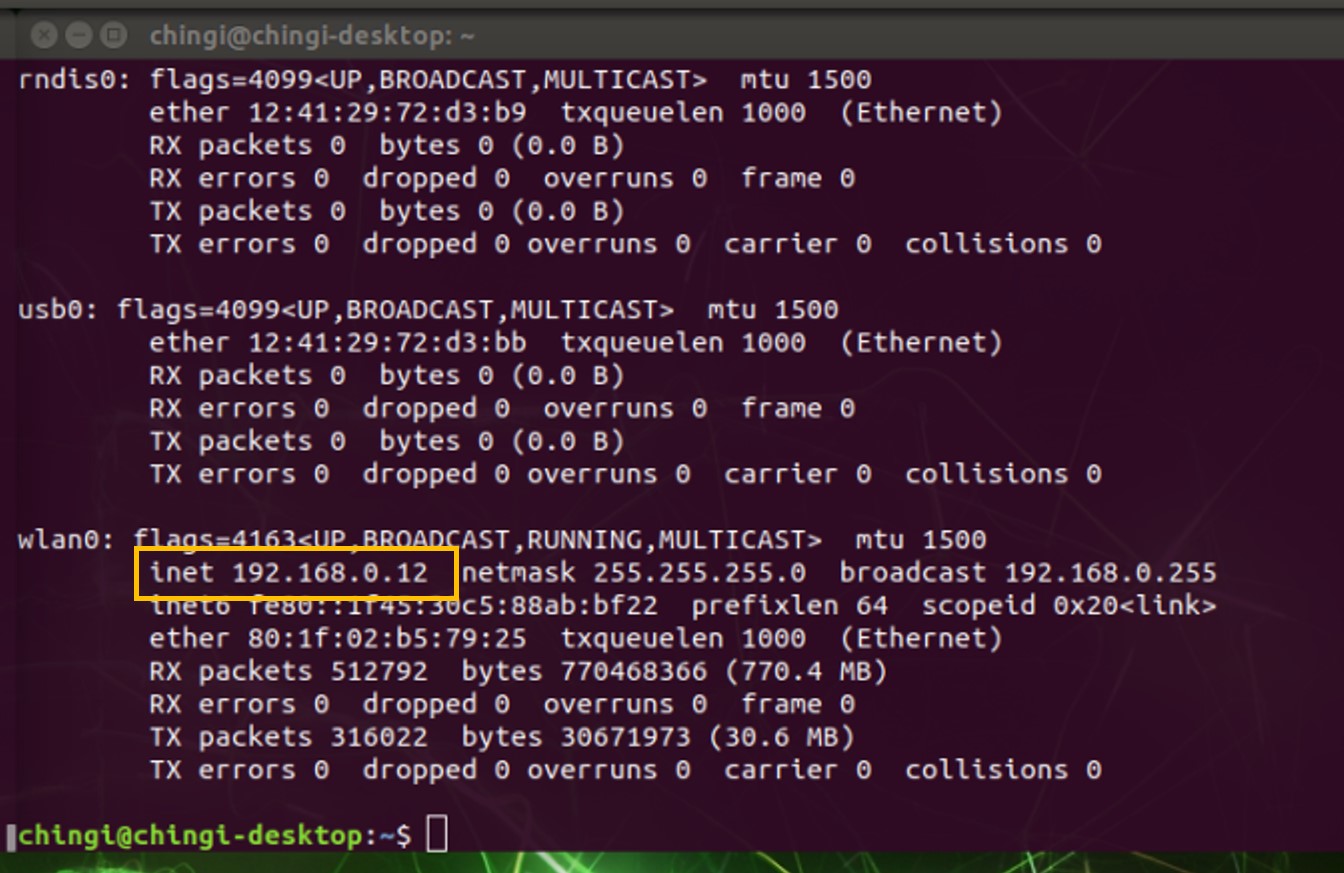 chingi@chingi-desktop: ~
rndis0: flags=4099<UP,BROADCAST,MULTICAST>  mtu 1500
        ether 12:41:29:72:d3:b9  txqueuelen 1000  (Ethernet)
        RX packets 0  bytes 0 (0.0 B)
        RX errors 0  dropped 0  overruns 0  frame 0
        TX packets 0  bytes 0 (0.0 B)
        TX errors 0  dropped 0 overruns 0  carrier 0  collisions 0
usb0: flags=4099<UP,BROADCAST,MULTICAST>  mtu 1500
        ether 12:41:29:72:d3:bb  txqueuelen 1000  (Ethernet)
        RX packets 0  bytes 0 (0.0 B)
        RX errors 0  dropped 0  overruns 0  frame 0
        TX packets 0  bytes 0 (0.0 B)
        TX errors 0  dropped 0 overruns 0  carrier 0  collisions 0
wlan0: flags=4163<UP,BROADCAST,RUNNING,MULTICAST>  mtu 1500
        inet 192.168.0.12  netmask 255.255.255.0  broadcast 192.168.0.255
        inet6 fe80::1f45:30c5:88ab:bf22  prefixlen 64  scopeid 0x20<link>
        ether 80:1f:02:b5:79:25  txqueuelen 1000  (Ethernet)
        RX packets 512792  bytes 770468366 (770.4 MB)
        RX errors 0  dropped 0  overruns 0  frame 0
        TX packets 316022  bytes 30671973 (30.6 MB)
        TX errors 0  dropped 0 overruns 0  carrier 0  collisions 0
chingi@chingi-desktop:~$